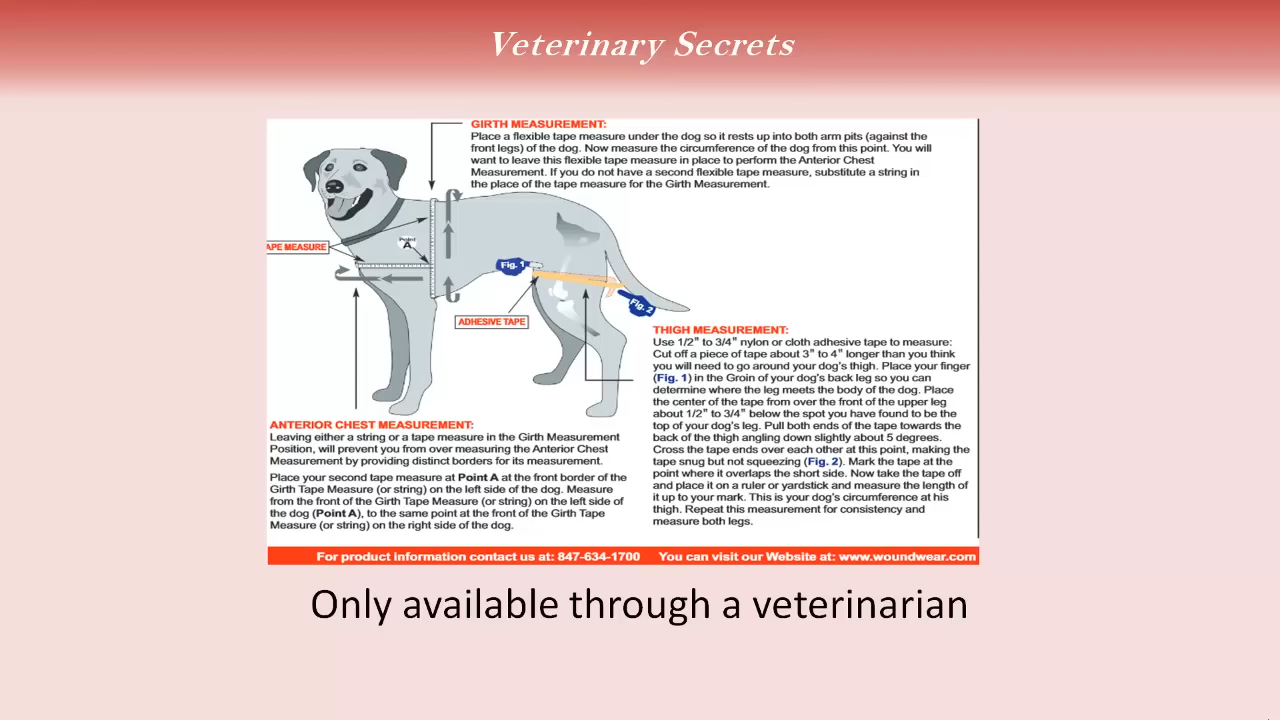 Veterinary Secrets
GIRTH MEASUREMENT:
Place a flexible tape measure under the dog so it rests up into both arm pits (against the
front legs) of the dog. Now measure the circumference of the dog from this point. You will
want to leave this flexible tape measure in place to perform the Anterior Chest
Measurement. If you do not have a second flexible tape measure, substitute a string in
the place of the tape measure for the Girth Measurement.
APE MEASURE
Point
A
Fig. 1
Fig. 2
ADHESIVE TAPE
THIGH MEASUREMENT:
Use 1/2" to 3/4" nylon or cloth adhesive tape to measure:
Cut off a piece of tape about 3" to 4" longer than you think
you will need to go around your dog's thigh. Place your finger
(Fig. 1) in the Groin of your dog's back leg so you can
determine where the leg meets the body of the dog. Place
the center of the tape from over the front of the upper leg
about 1/2" to 3/4" below the spot you have found to be the
top of your dog's leg. Pull both ends of the tape towards the
back of the thigh angling down slightly about 5 degrees.
Cross the tape ends over each other at this point, making the
tape snug but not squeezing (Fig. 2). Mark the tape at the
point where it overlaps the short side. Now take the tape off
and place it on a ruler or yardstick and measure the length of
it up to your mark. This is your dog's circumference at his
thigh. Repeat this measurement for consistency and
measure both legs.
ANTERIOR CHEST MEASUREMENT:
Leaving either a string or a tape measure in the Girth Measurement
Position, will prevent you from over measuring the Anterior Chest
Measurement by providing distinct borders for its measurement.
Place your second tape measure at Point A at the front border of the
Girth Tape Measure (or string) on the left side of the dog. Measure
from the front of the Girth Tape Measure (or string) on the left side of
the dog (Point A), to the same point at the front of the Girth Tape
Measure (or string) on the right side of the dog.
For product information contact us at: 847-634-1700 You can visit our Website at: www.woundwear.com
Only available through a veterinarian